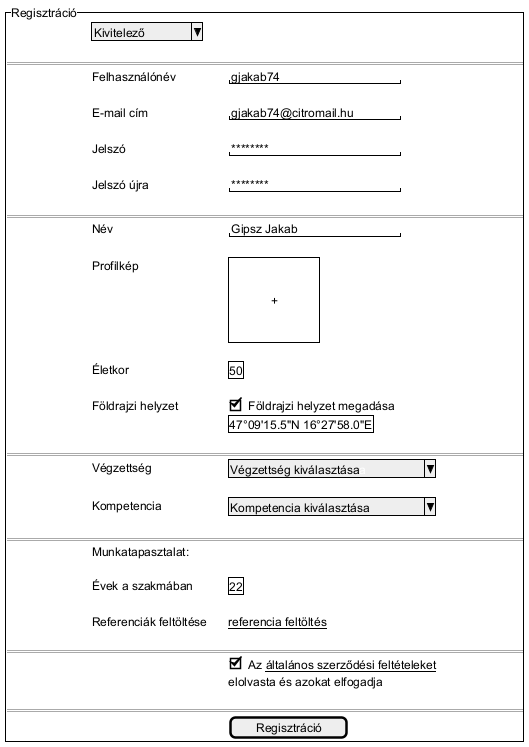 Regisztráció
Kivitelező
Felhasználónév gjakab74
E-mail cím gjakab74@citromail.hu
Jelszó ********
Jelszó újra ********
Név Gipsz Jakab
Profilkép
+
Életkor 50
Földrajzi helyzet Földrajzi helyzet megadása
47°09'15.5"N 16°27'58.0"E
Végzettség Végzettség kiválasztása
Kompetencia Kompetencia kiválasztása
Munkatapasztalat:
Évek a szakmában 22
Referenciák feltöltése referencia feltöltés
Az általános szerződési feltételeket
elolvasta és azokat elfogadja
Regisztráció